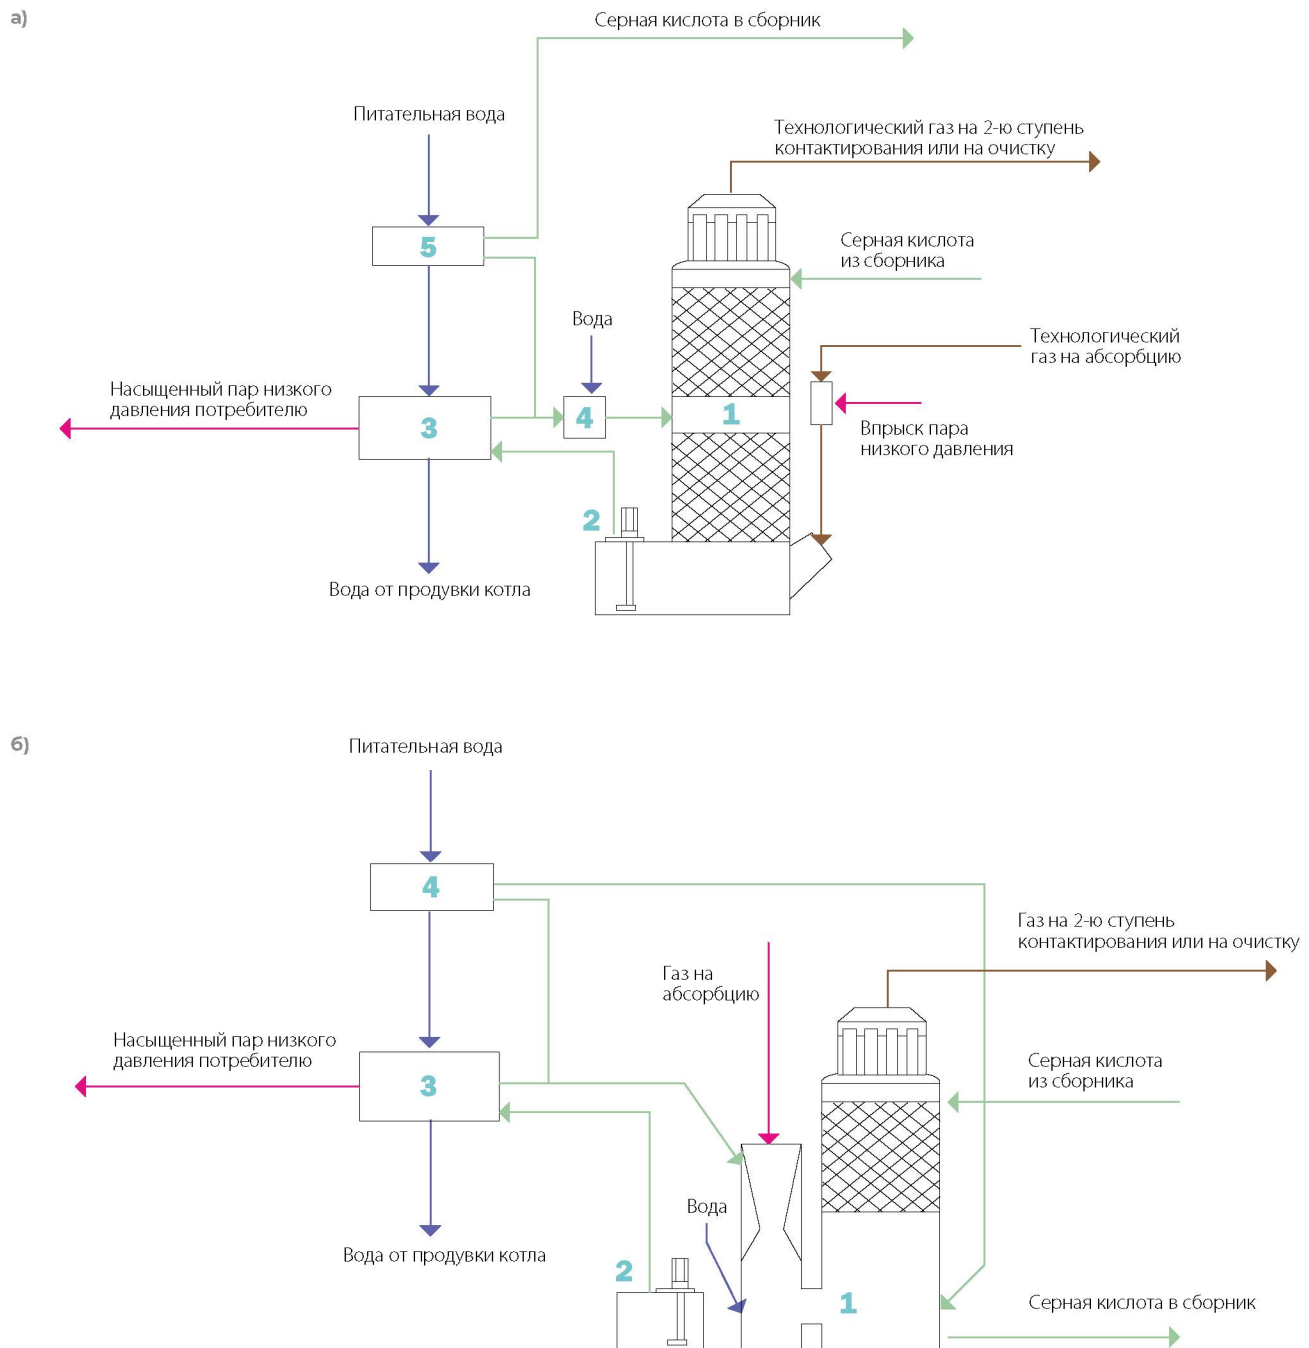 а)
Серная кислота в сборник
Питательная вода
Технологический газ на 2-ю ступень
контактирования или на очистку
5
Серная кислота
из сборника
Вода
Технологический
газ на абсорбцию
Насыщенный пар низкого
давления потребителю
3
4
1
Впрыск пара
низкого давления
2
Вода от продувки котла
б)
Питательная вода
4
Газ на 2-ю ступень
контактирования или на очистку
Газ на
абсорбцию
Насыщенный пар низкого
давления потребителю
3
Серная кислота
из сборника
Вода
Вода от продувки котла
2
1
Серная кислота в сборник